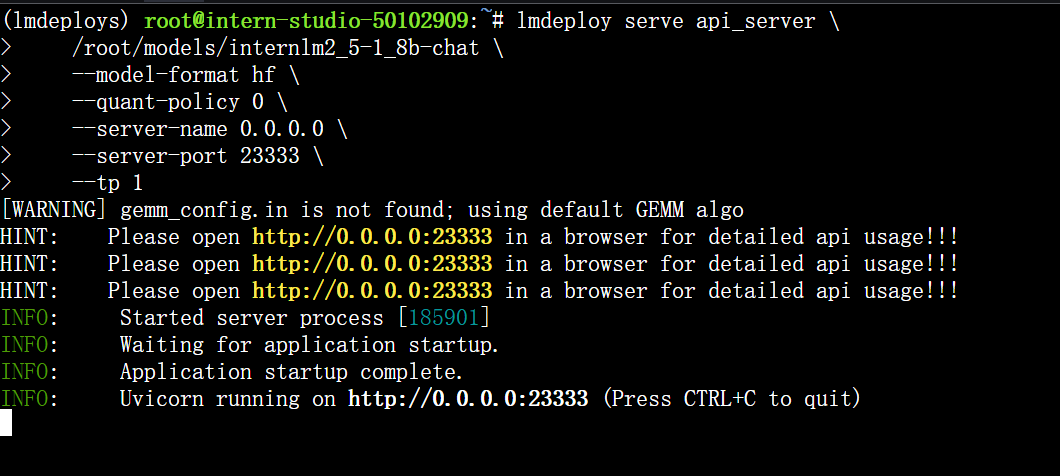 (lmdeploys) root@intern-studio-50102909:~# lmdeploy serve api_server \
>     /root/models/internlm2_5-1_8b-chat \
>     --model-format hf \
>     --quant-policy 0 \
>     --server-name 0.0.0.0 \
>     --server-port 23333 \
>     --tp 1
[WARNING] gemm_config.in is not found; using default GEMM algo
HINT:    Please open http://0.0.0.0:23333 in a browser for detailed api usage!!!
HINT:    Please open http://0.0.0.0:23333 in a browser for detailed api usage!!!
HINT:    Please open http://0.0.0.0:23333 in a browser for detailed api usage!!!
INFO:     Started server process [185901]
INFO:     Waiting for application startup.
INFO:     Application startup complete.
INFO:     Uvicorn running on http://0.0.0.0:23333 (Press CTRL+C to quit)